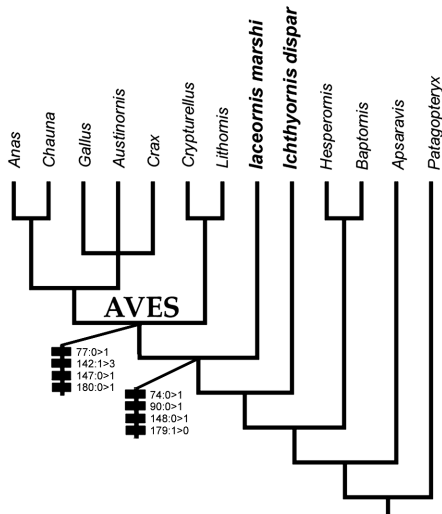 Anas
Chauna
Gallus
Austinornis
Crax
Crypturellus
Lithornis
Iaceornis marshi
Ichthyornis dispar
Hesperornis
Baptornis
Apsaravis
Patagopteryx
AVES
77:0>1
142:1>3
147:0>1
180:0>1
74:0>1
90:0>1
148:0>1
179:1>0